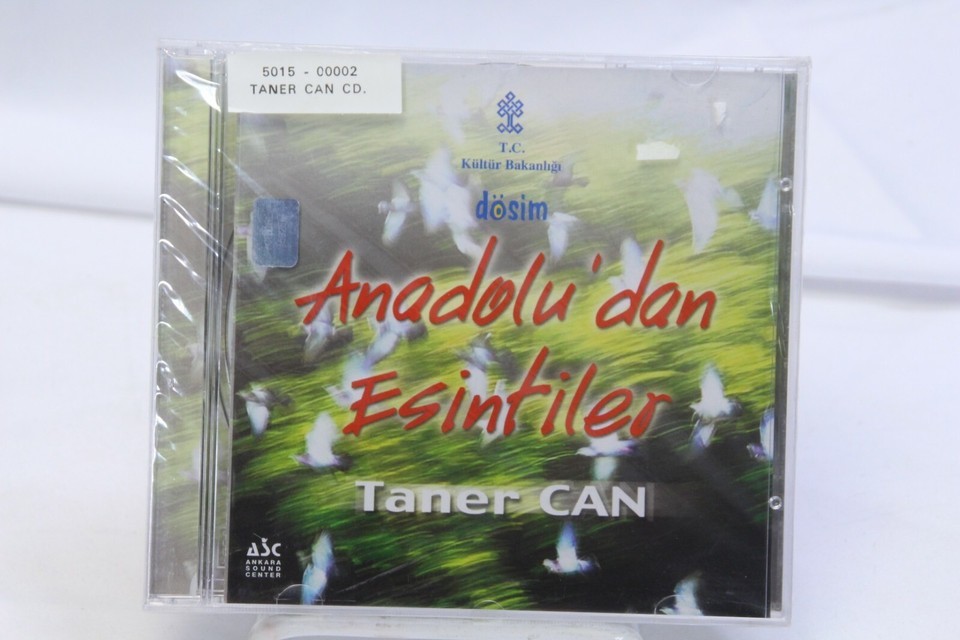 5015 - 00002
TANER CAN CD.
T.C.
Kültür Bakanlığı
dösim
Anadolu'dan
Esintiler
Taner CAN
ASC
ANKARA
SOUND
CENTER